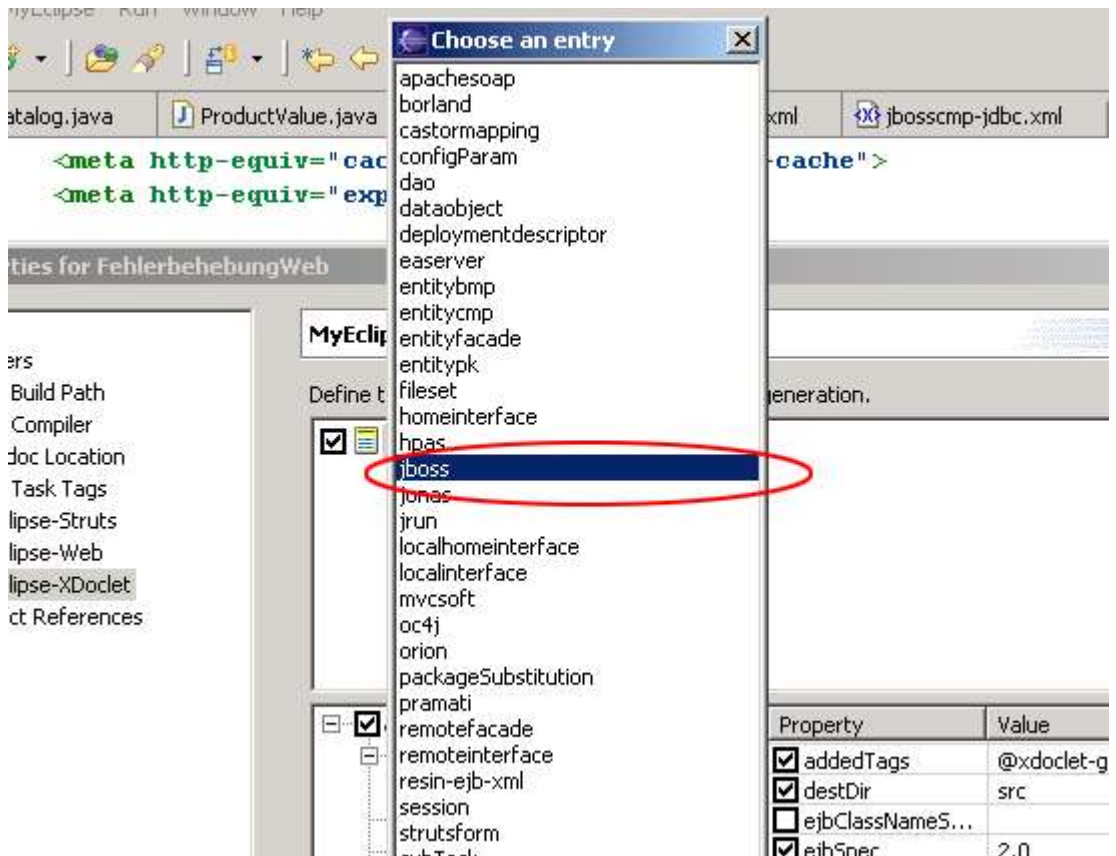 MyEclipse Run Window Help
Choose an entry
atalog.java
ProductValue.java
xml
jbosscmp-jdbc.xml
<meta http-equiv="cac
-cache">
<meta http-equiv="exp
ties for FehlerbehebungWeb
apachesoap
borland
castormapping
configParam
dao
dataobject
deploymentdescriptor
easerver
entitybmp
entitycmp
entityfacade
entitypk
fileset
homeinterface
hpas
jboss
jonas
jrun
localhomeinterface
localinterface
mvcsoft
oc4j
orion
packageSubstitution
pramati
remotefacade
remoteinterface
resin-ejb-xml
session
strutsform
subTask
ers
Build Path
Compiler
doc Location
Task Tags
lipse-Struts
lipse-Web
lipse-XDoclet
ct References
MyEclip
Define t
eneration.
Property Value
addedTags @xdoclet-g
destDir src
ejbClassNameS...
ejbSpec 2.0